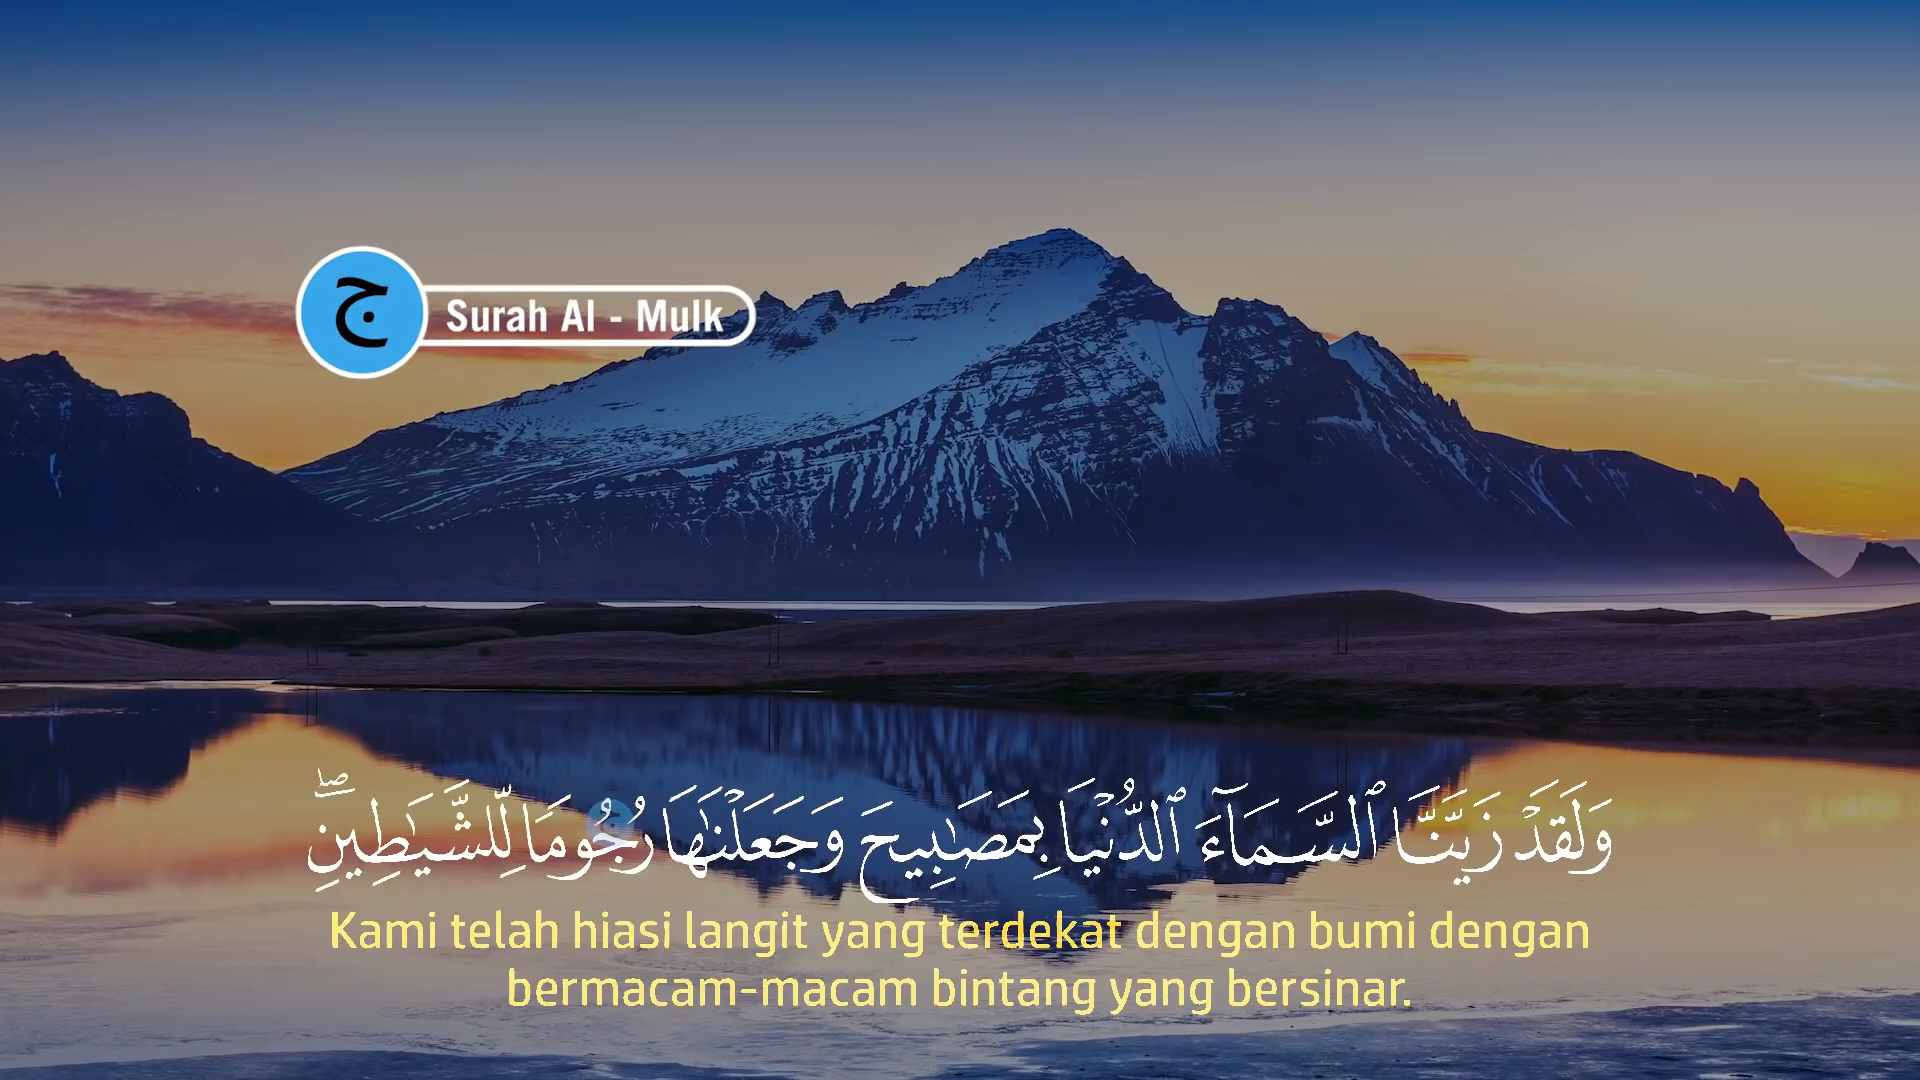 ج
Surah Al - Mulk
وَلَقَدْ زَيَّنَّا ٱلسَّمَآءَ ٱلدُّنْيَا بِمَصَٰبِيحَ وَجَعَلْنَٰهَا رُجُومًا لِّلشَّيَٰطِينِ ۖ
Kami telah hiasi langit yang terdekat dengan bumi dengan
bermacam-macam bintang yang bersinar.